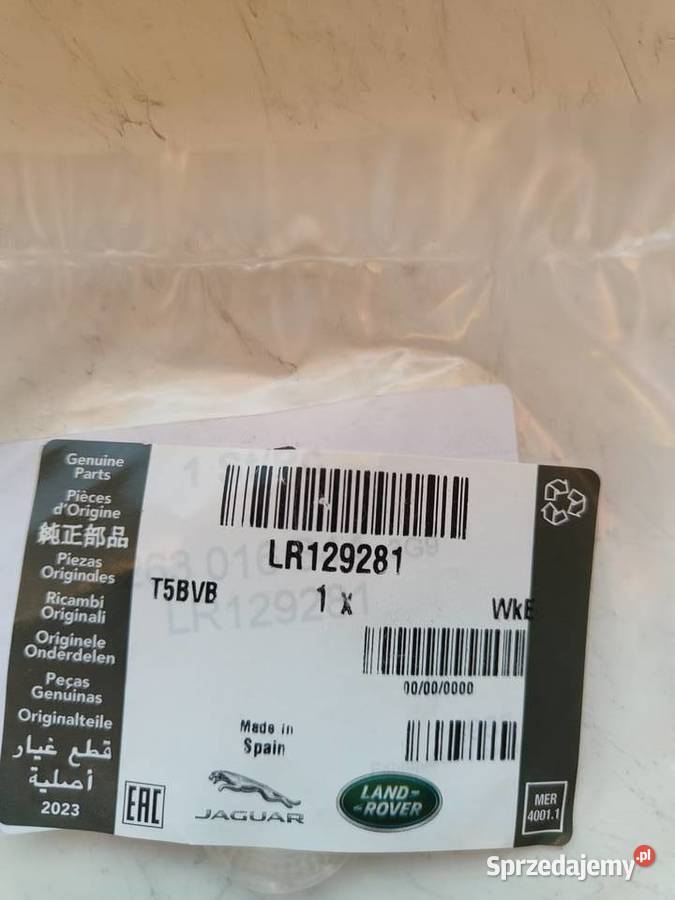 Genuine
Parts
Pièces
d'Origine
純正部品
Piezas
Originales
Ricambi
Originali
Originele
Onderdelen
Peças
Genuinas
Originalteile
قطع غيار
أصلية
2023
LR129281
T5BVB
1 X
WkE
00/00/0000
Made in
Spain
EAC
JAGUAR
LAND-
-ROVER
MER
4001.1
LR129281
Sprzedajemy.pl